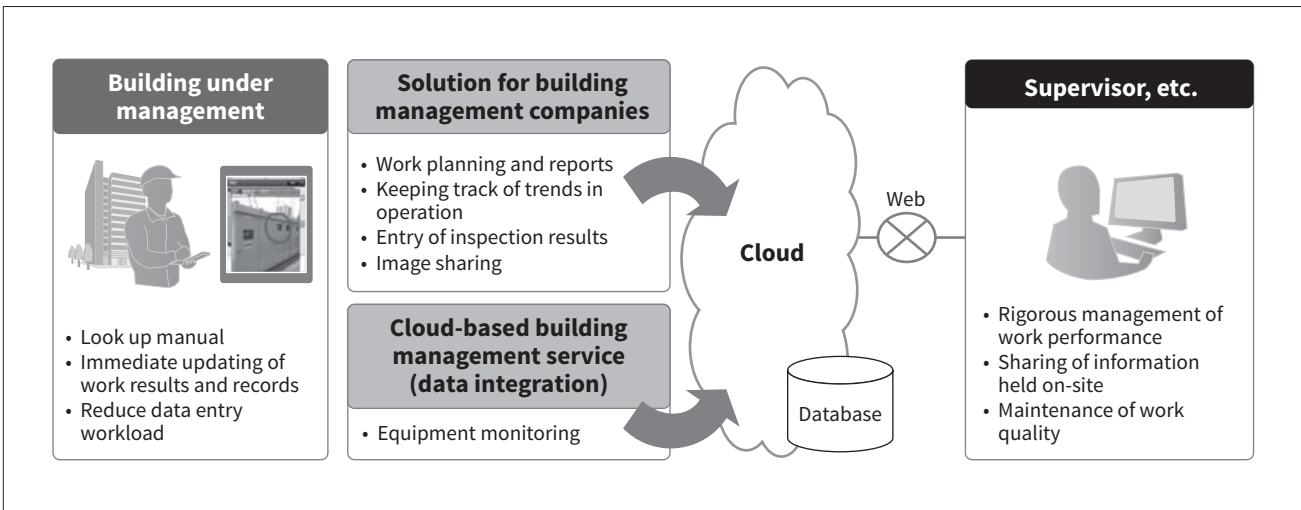 Building under
management
• Look up manual
• Immediate updating of
work results and records
• Reduce data entry
workload
Solution for building
management companies
• Work planning and reports
• Keeping track of trends in
operation
• Entry of inspection results
• Image sharing
Cloud-based building
management service
(data integration)
• Equipment monitoring
Cloud
Database
Web
Supervisor, etc.
• Rigorous management of
work performance
• Sharing of information
held on-site
• Maintenance of work
quality